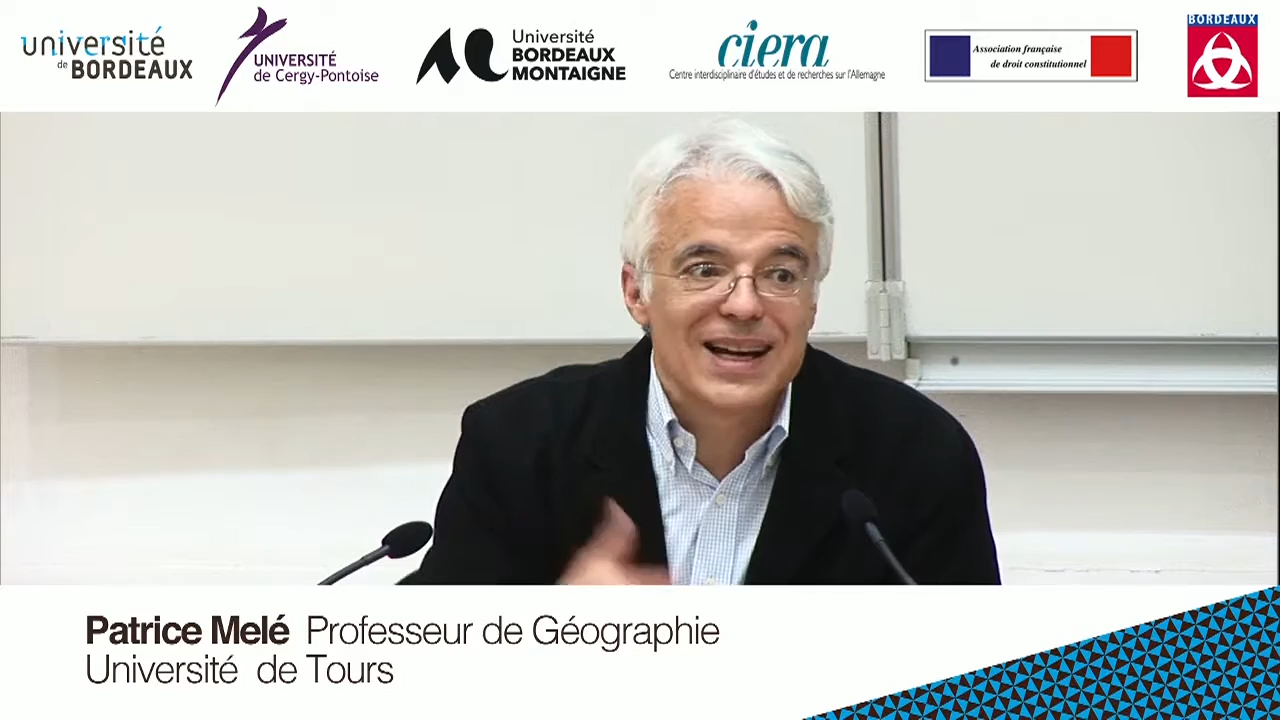 université
de BORDEAUX
UNIVERSITÉ
de Cergy-Pontoise
Université
BORDEAUX
MONTAIGNE
ciera
Centre interdisciplinaire d'études et de recherches sur l'Allemagne
Association française
de droit constitutionnel
BORDEAUX
Patrice Melé Professeur de Géographie
Université de Tours